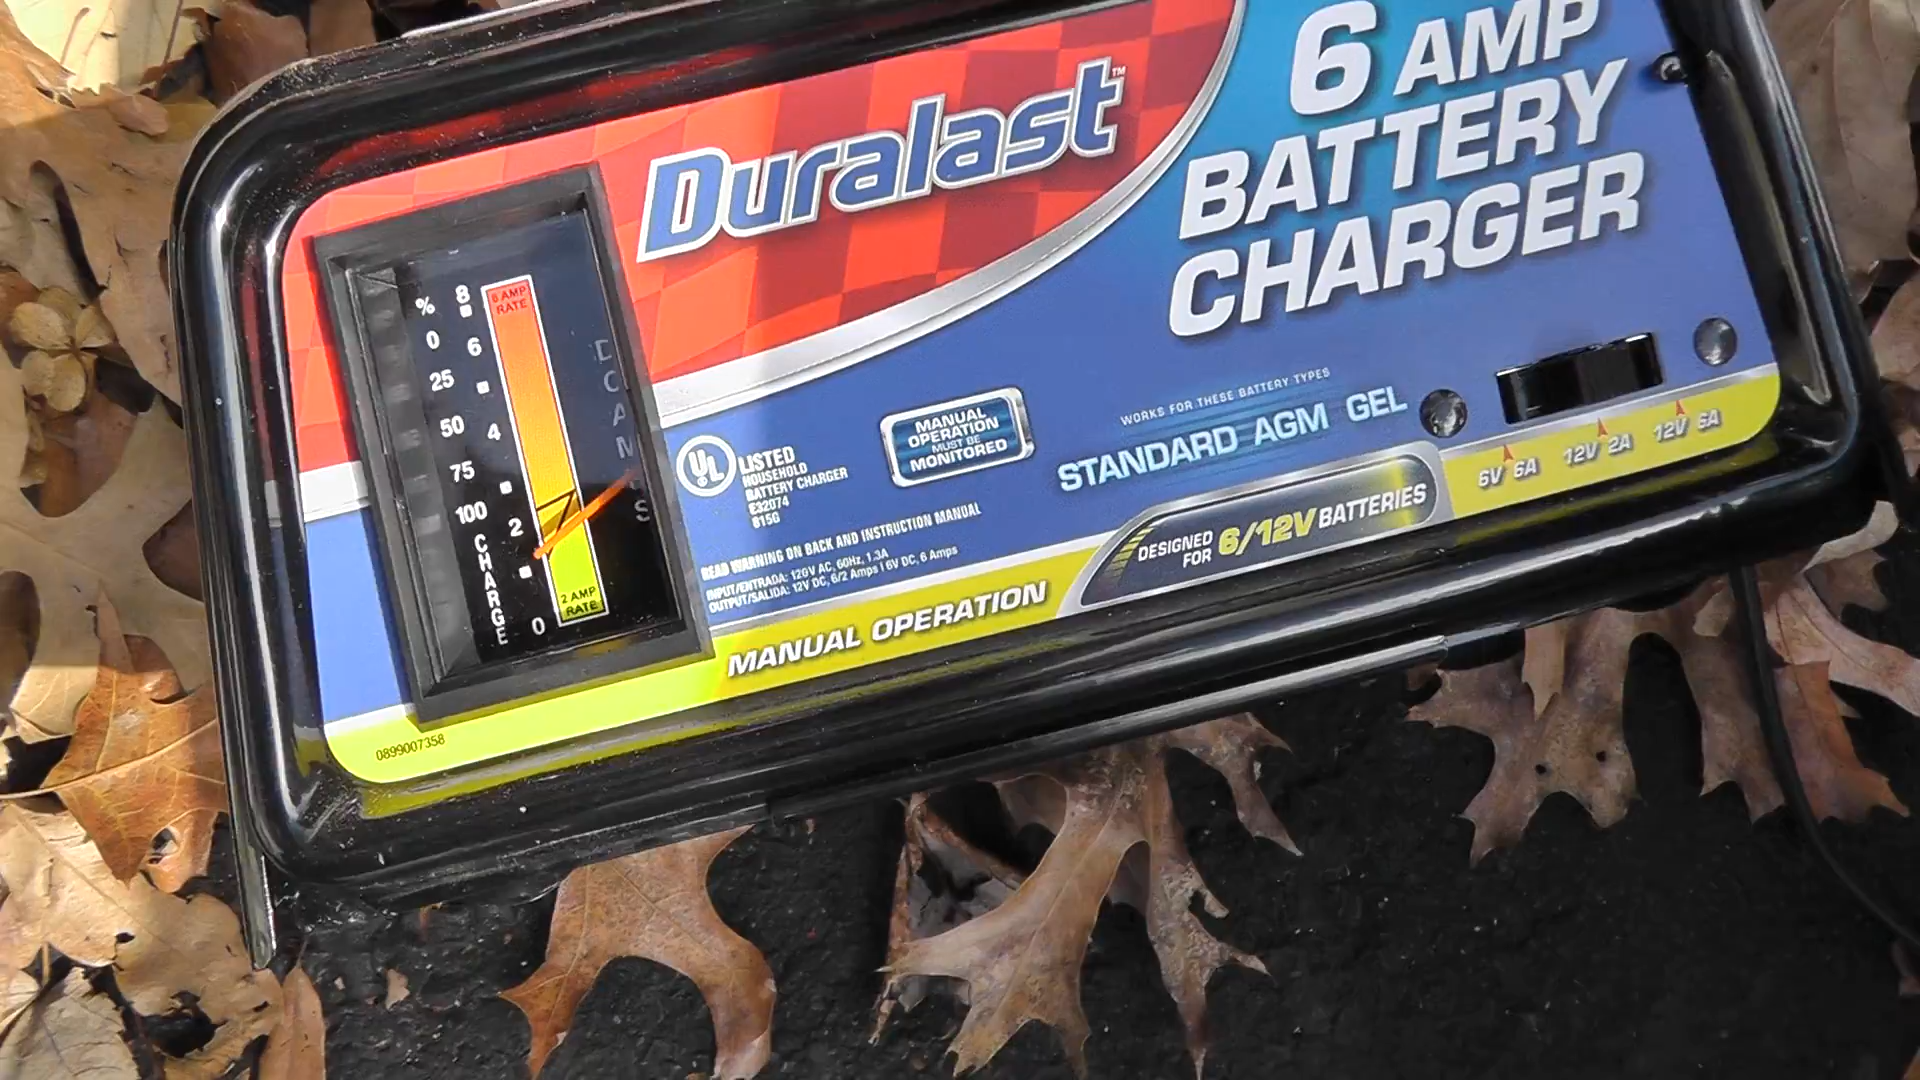 Duralast™
6 AMP
BATTERY
CHARGER
% 8
6 AMP
RATE
0 6
25
50 4
75
100 2
0
CHARGE
2 AMP
RATE
UL LISTED
HOUSEHOLD
BATTERY CHARGER
E32074
815G
MANUAL
OPERATION
MUST BE
MONITORED
WORKS FOR THESE BATTERY TYPES
STANDARD AGM GEL
READ WARNING ON BACK AND INSTRUCTION MANUAL
INPUT/ENTRADA: 120V AC, 60Hz, 1.3A
OUTPUT/SALIDA: 12V DC, 6/2 Amps | 6V DC, 6 Amps
DESIGNED
FOR 6/12V BATTERIES
6V 6A 12V 2A 12V 6A
MANUAL OPERATION
0899007358